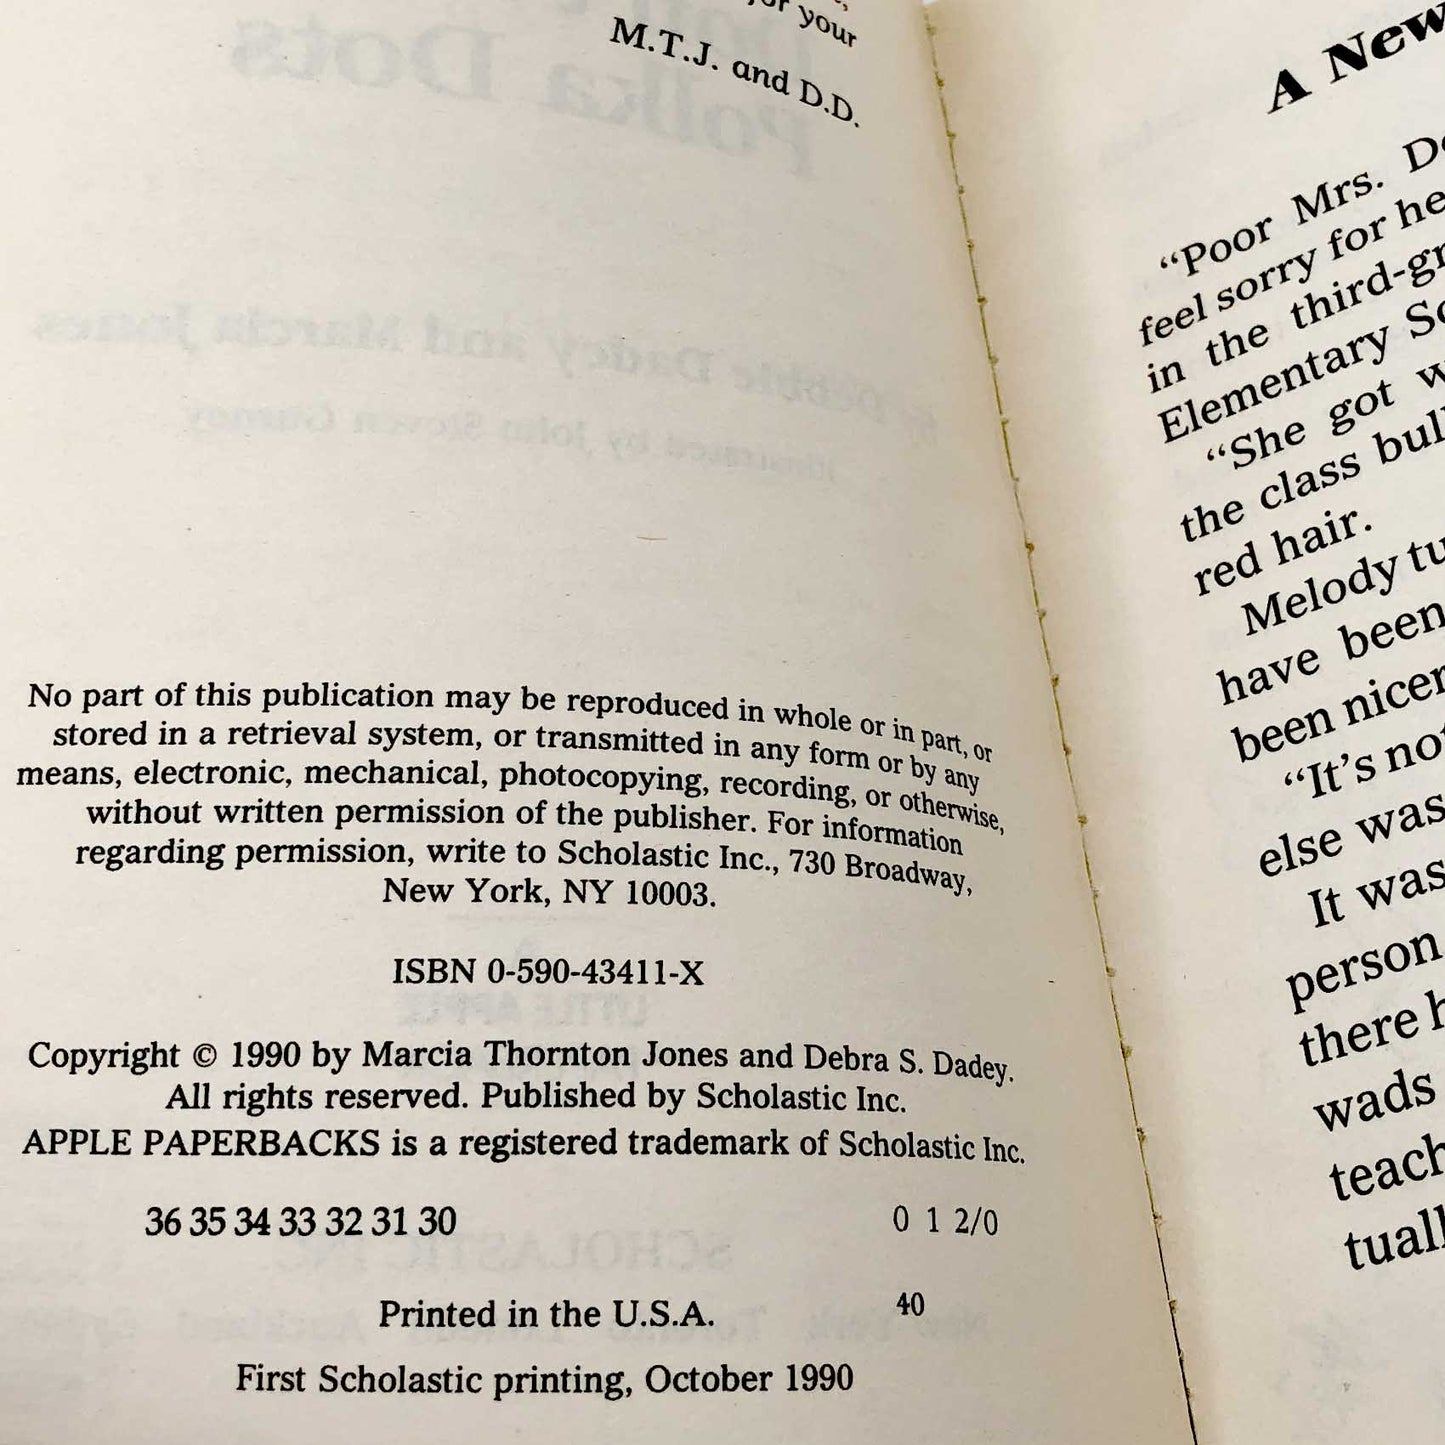 your
M.T.J. and D.D.
No part of this publication may be reproduced in whole or in part, or
stored in a retrieval system, or transmitted in any form or by any
means, electronic, mechanical, photocopying, recording, or otherwise,
without written permission of the publisher. For information
regarding permission, write to Scholastic Inc., 730 Broadway,
New York, NY 10003.
ISBN 0-590-43411-X
Copyright © 1990 by Marcia Thornton Jones and Debra S. Dadey.
All rights reserved. Published by Scholastic Inc.
APPLE PAPERBACKS is a registered trademark of Scholastic Inc.
36 35 34 33 32 31 30 0 1 2/0
Printed in the U.S.A. 40
First Scholastic printing, October 1990
A New
"Poor Mrs.
feel sorry for he
in the third-gr
Elementary Sc
"She got w
the class bull
red hair.
Melody tu
have been
been nicer
"It's not
else was
It was
person
there h
wads
teach
tuall